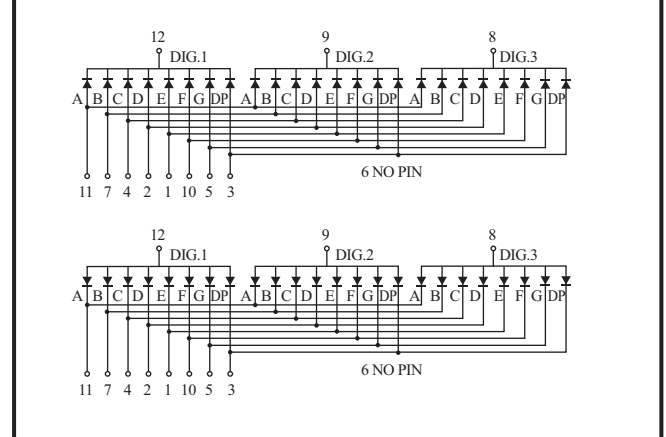 12 9 8
DIG.1 DIG.2 DIG.3
A B C D E F G DP A B C D E F G DP A B C D E F G DP
6 NO PIN
11 7 4 2 1 10 5 3
12 9 8
DIG.1 DIG.2 DIG.3
A B C D E F G DP A B C D E F G DP A B C D E F G DP
6 NO PIN
11 7 4 2 1 10 5 3